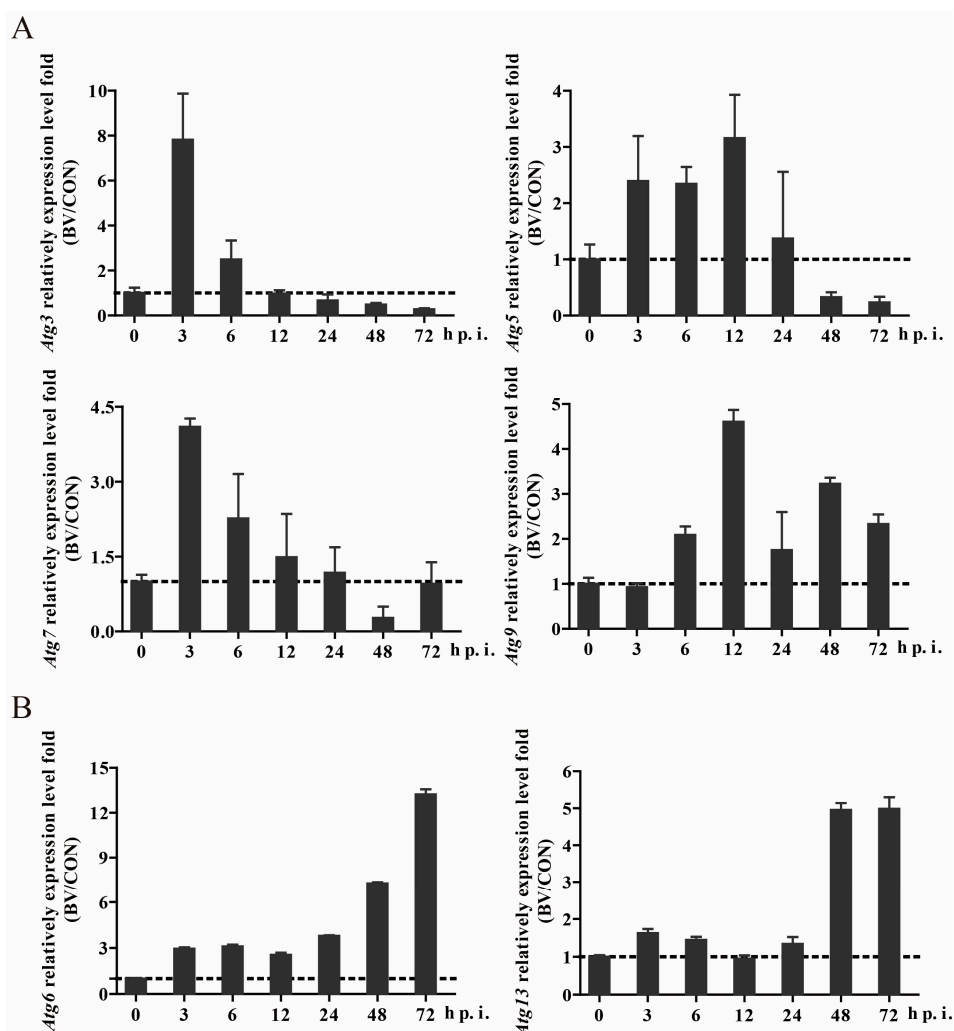 A
Atg3 relatively expression level fold
(BV/CON)
10
8
6
4
2
0
0 3 6 12 24 48 72 h p. i.
Atg5 relatively expression level fold
(BV/CON)
4
3
2
1
0
0 3 6 12 24 48 72 h p. i.
Atg7 relatively expression level fold
(BV/CON)
4.5
3.0
1.5
0.0
0 3 6 12 24 48 72 h p. i.
Atg9 relatively expression level fold
(BV/CON)
5
4
3
2
1
0
0 3 6 12 24 48 72 h p. i.
B
Atg6 relatively expression level fold
(BV/CON)
15
12
9
6
3
0
0 3 6 12 24 48 72 h p. i.
Atg13 relatively expression level fold
(BV/CON)
6
5
4
3
2
1
0
0 3 6 12 24 48 72 h p. i.